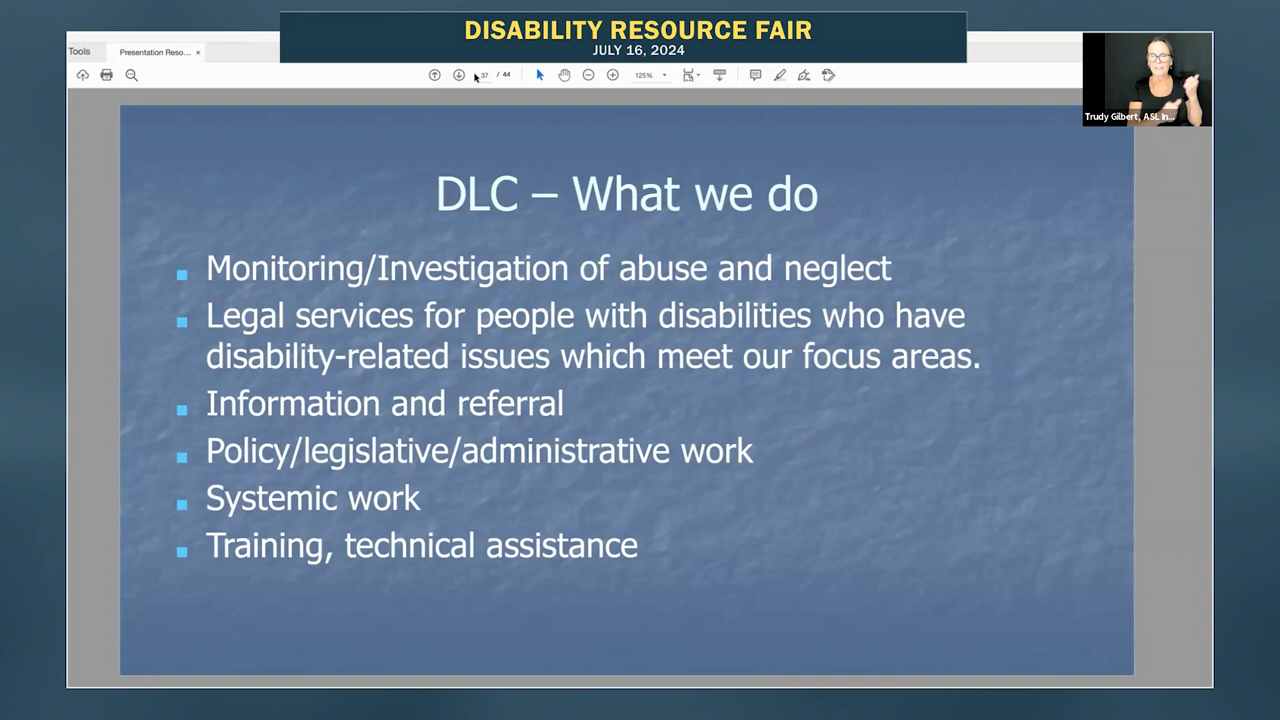 DISABILITY RESOURCE FAIR
JULY 16, 2024
Tools
Presentation Reso... ×
37 / 44
125%
Trudy Gilbert, ASL In...
DLC – What we do
Monitoring/Investigation of abuse and neglect
Legal services for people with disabilities who have
disability-related issues which meet our focus areas.
Information and referral
Policy/legislative/administrative work
Systemic work
Training, technical assistance